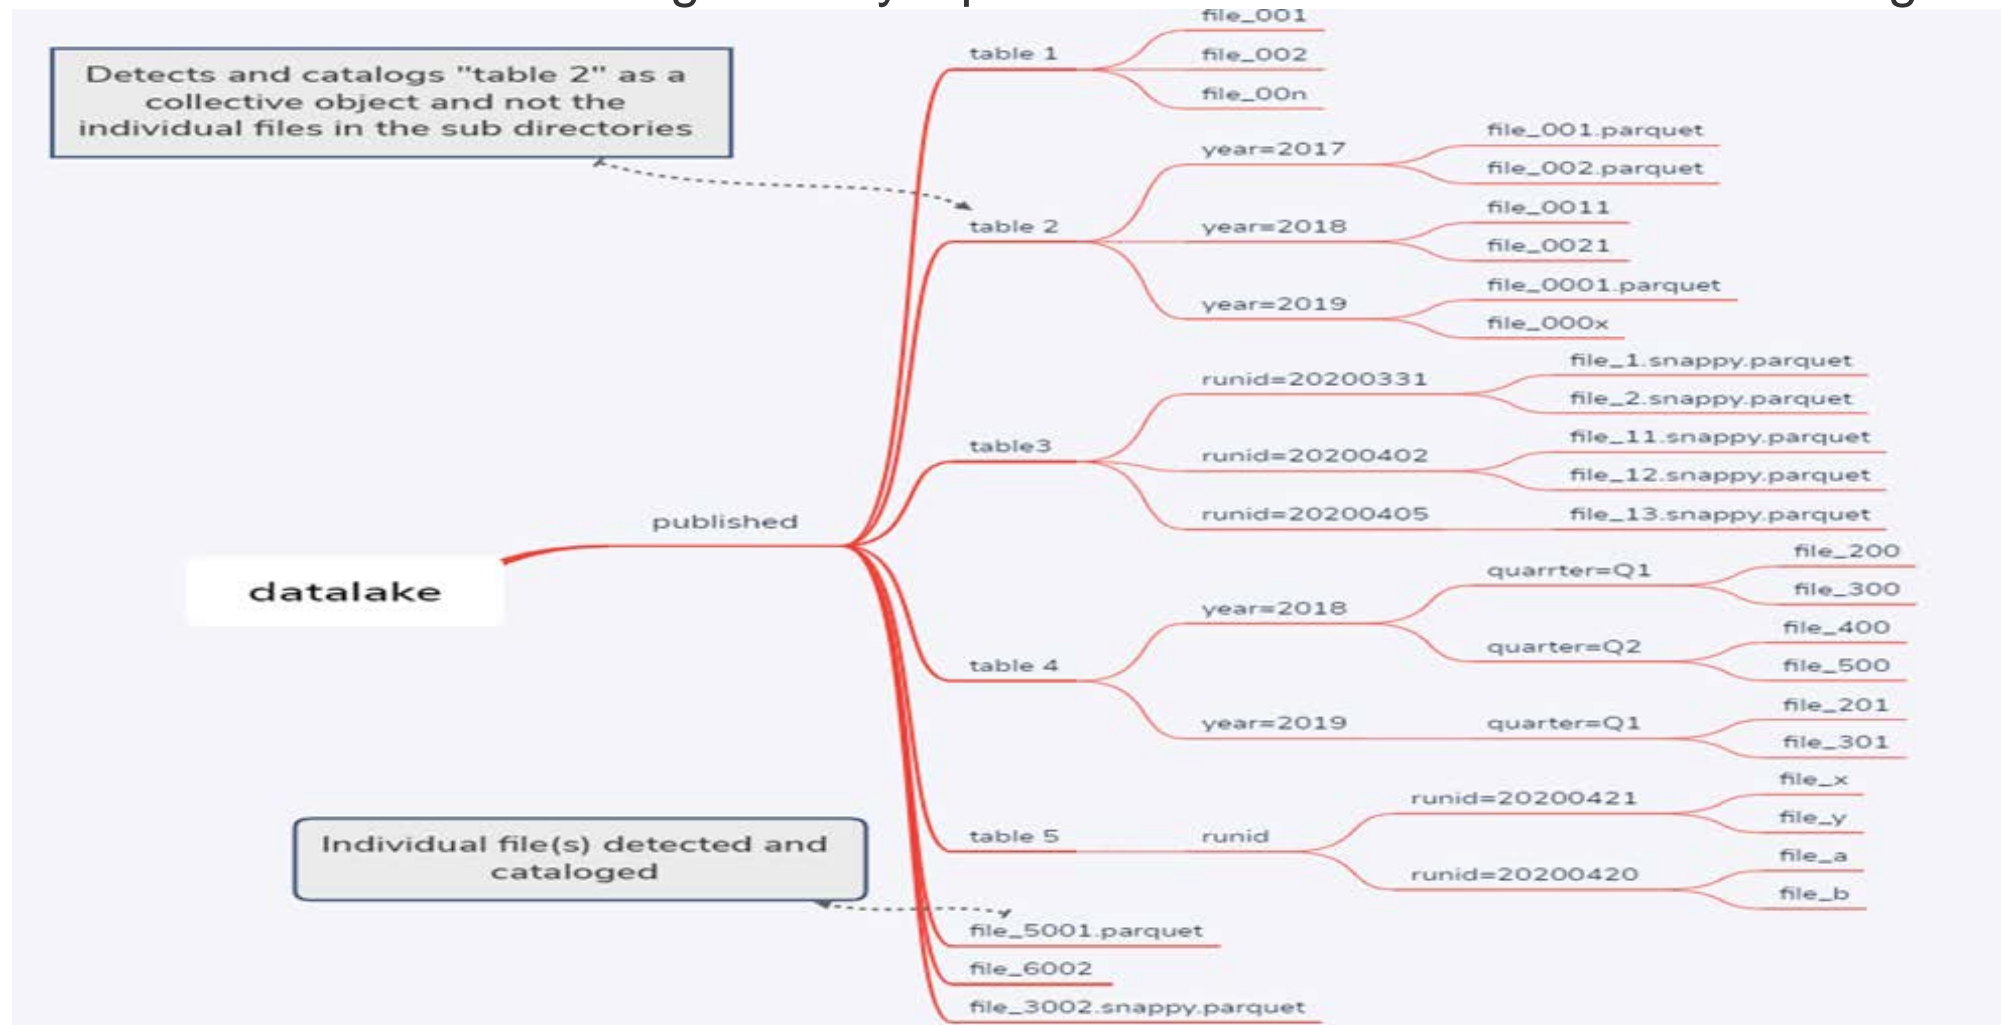 file_001
table 1
file_002
file_00n
Detects and catalogs "table 2" as a
collective object and not the
individual files in the sub directories
file_001.parquet
year=2017
file_002.parquet
file_0011
table 2
year=2018
file_0021
file_0001.parquet
year=2019
file_000x
file_1.snappy.parquet
runid=20200331
file_2.snappy.parquet
file_11.snappy.parquet
table3
runid=20200402
file_12.snappy.parquet
runid=20200405
file_13.snappy.parquet
published
datalake
file_200
quarrter=Q1
file_300
year=2018
file_400
quarter=Q2
file_500
table 4
file_201
year=2019
quarter=Q1
file_301
file_x
runid=20200421
file_y
table 5
runid
file_a
runid=20200420
file_b
Individual file(s) detected and
cataloged
file_5001.parquet
file_6002
file_3002.snappy.parquet